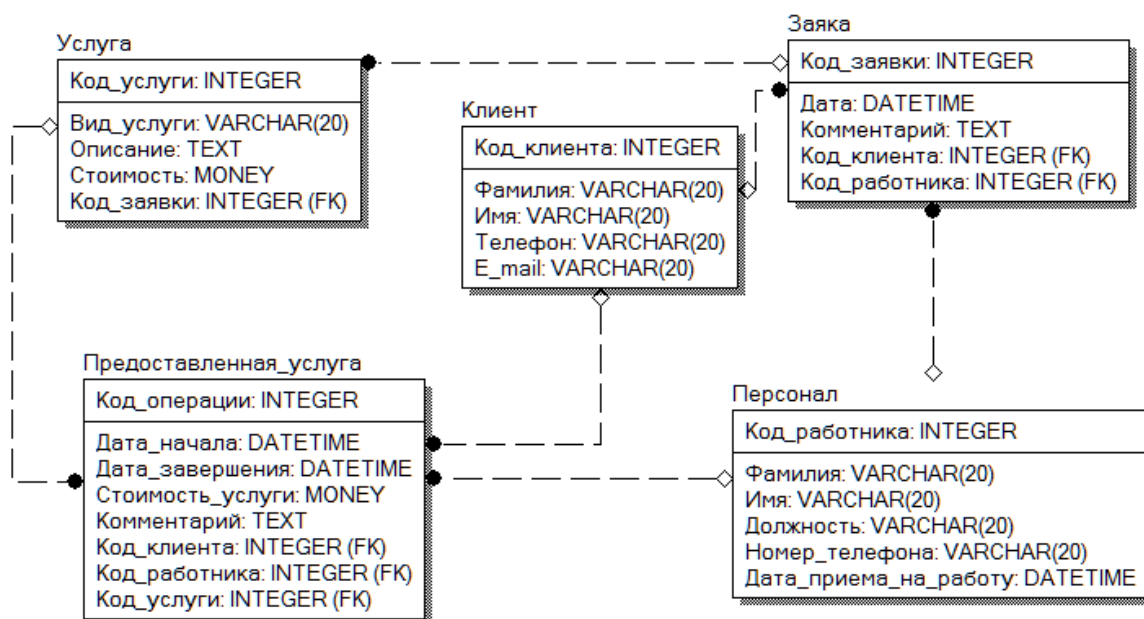 Услуга
Код_услуги: INTEGER
Вид_услуги: VARCHAR(20)
Описание: TEXT
Стоимость: MONEY
Код_заявки: INTEGER (FK)
Клиент
Код_клиента: INTEGER
Фамилия: VARCHAR(20)
Имя: VARCHAR(20)
Телефон: VARCHAR(20)
E_mail: VARCHAR(20)
Заяка
Код_заявки: INTEGER
Дата: DATETIME
Комментарий: TEXT
Код_клиента: INTEGER (FK)
Код_работника: INTEGER (FK)
Предоставленная_услуга
Код_операции: INTEGER
Дата_начала: DATETIME
Дата_завершения: DATETIME
Стоимость_услуги: MONEY
Комментарий: TEXT
Код_клиента: INTEGER (FK)
Код_работника: INTEGER (FK)
Код_услуги: INTEGER (FK)
Персонал
Код_работника: INTEGER
Фамилия: VARCHAR(20)
Имя: VARCHAR(20)
Должность: VARCHAR(20)
Номер_телефона: VARCHAR(20)
Дата_приема_на_работу: DATETIME